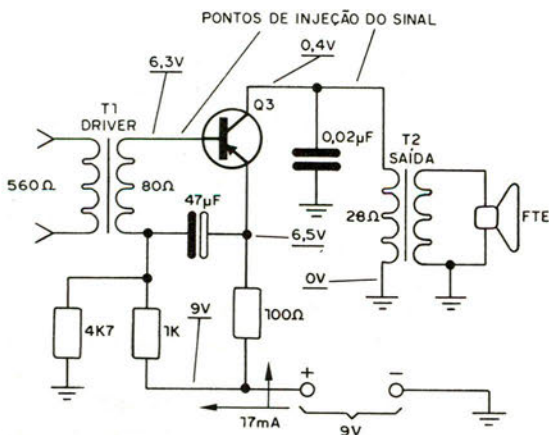 PONTOS DE INJEÇÃO DO SINAL
6,3V
0,4V
T1
DRIVER
Q3
0,02µF
T2
SAÍDA
560Ω
80Ω
47µF
28Ω
FTE
6,5V
0V
4K7
1K
9V
100Ω
+
−
17mA
9V